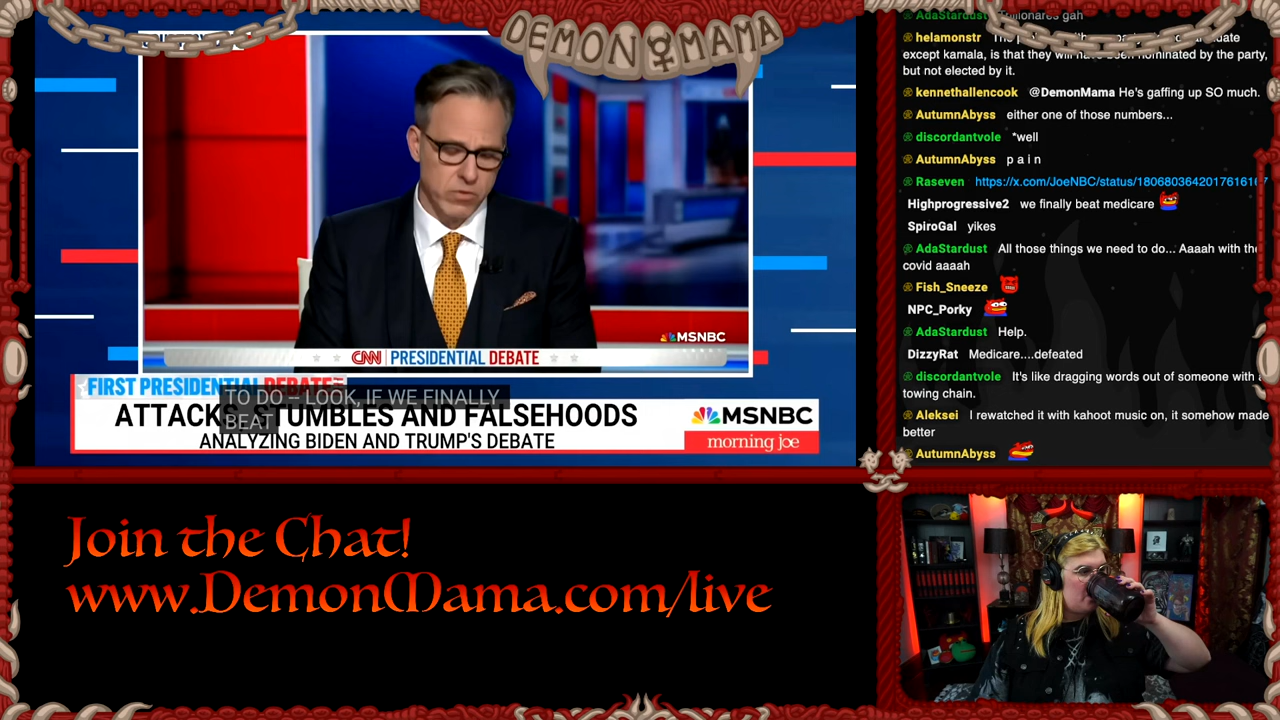 DEMON MAMA
MSNBC
CNN PRESIDENTIAL DEBATE
FIRST PRESIDENTIAL DEBATE
TO DO – LOOK, IF WE FINALLY
BEAT
ATTACKS, STUMBLES AND FALSEHOODS
ANALYZING BIDEN AND TRUMP'S DEBATE
MSNBC
morning joe
AdaStardust Trillionares gah
helamonstr
except kamala, is that they will have been nominated by the party,
but not elected by it.
kennethallencook @DemonMama He's gaffing up SO much.
AutumnAbyss either one of those numbers...
discordantvole *well
AutumnAbyss p a i n
Raseven https://x.com/JoeNBC/status/180680364201761616
Highprogressive2 we finally beat medicare
SpiroGal yikes
AdaStardust All those things we need to do... Aaaah with the
covid aaaah
Fish_Sneeze
NPC_Porky
AdaStardust Help.
DizzyRat Medicare....defeated
discordantvole It's like dragging words out of someone with a
towing chain.
Aleksei I rewatched it with kahoot music on, it somehow made it
better
AutumnAbyss
Join the Chat!
www.DemonMama.com/live